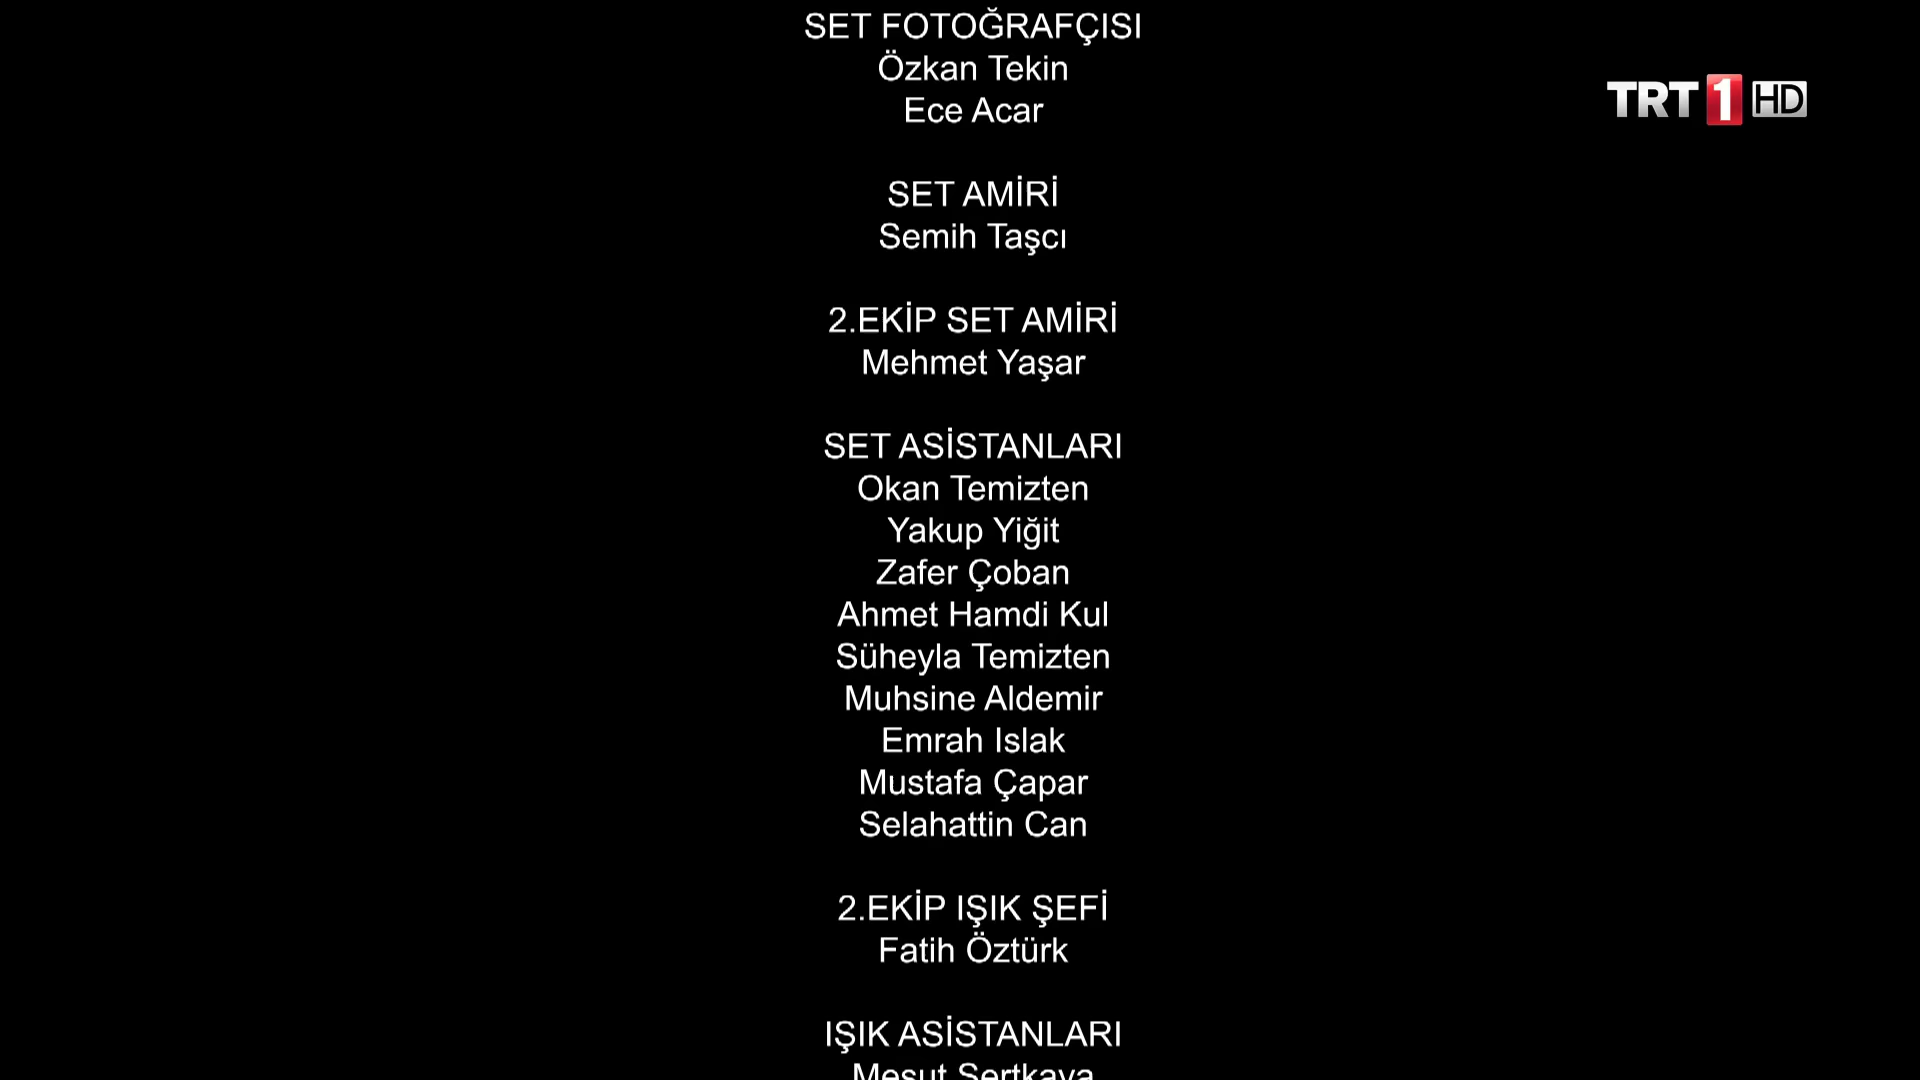 SET FOTOĞRAFÇISI
Özkan Tekin
Ece Acar
TRT 1 HD
SET AMİRİ
Semih Taşcı
2.EKİP SET AMİRİ
Mehmet Yaşar
SET ASİSTANLARI
Okan Temizten
Yakup Yiğit
Zafer Çoban
Ahmet Hamdi Kul
Süheyla Temizten
Muhsine Aldemir
Emrah Islak
Mustafa Çapar
Selahattin Can
2.EKİP IŞIK ŞEFİ
Fatih Öztürk
IŞIK ASİSTANLARI
Mesut Sertkaya